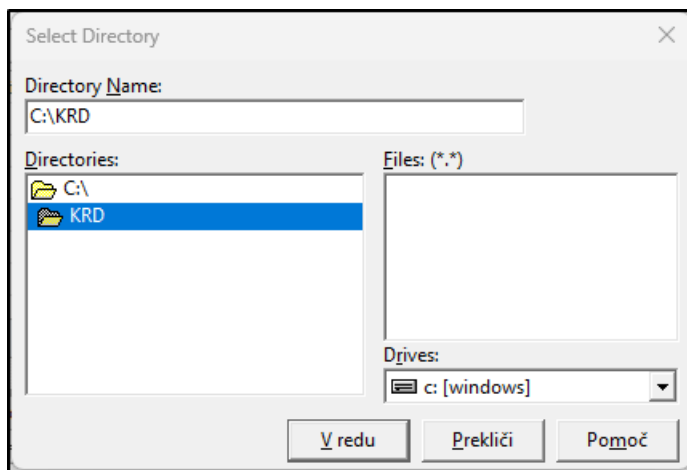 Select Directory
Directory Name:
C:\KRD
Directories:
C:\
KRD
Files: (*.*)
Drives:
c: [windows]
V redu
Prekliči
Pomoč